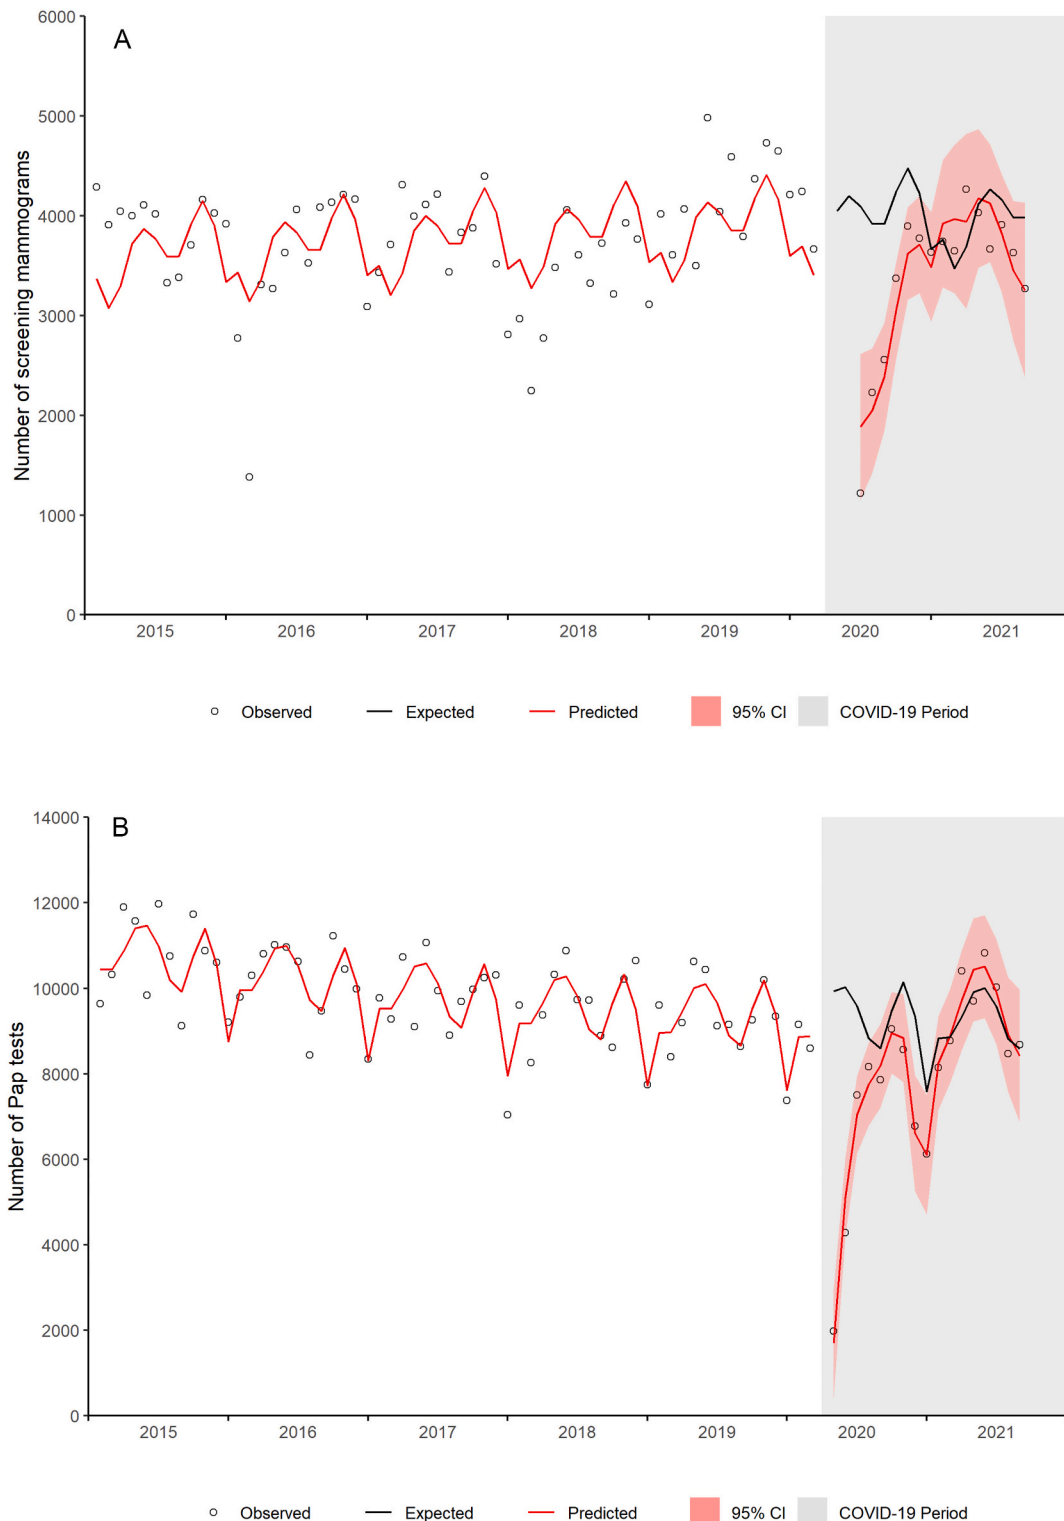 A
6000
5000
4000
3000
2000
1000
0
Number of screening mammograms
2015 2016 2017 2018 2019 2020 2021
Observed Expected Predicted 95% CI COVID-19 Period
B
14000
12000
10000
8000
6000
4000
2000
0
Number of Pap tests
2015 2016 2017 2018 2019 2020 2021
Observed Expected Predicted 95% CI COVID-19 Period